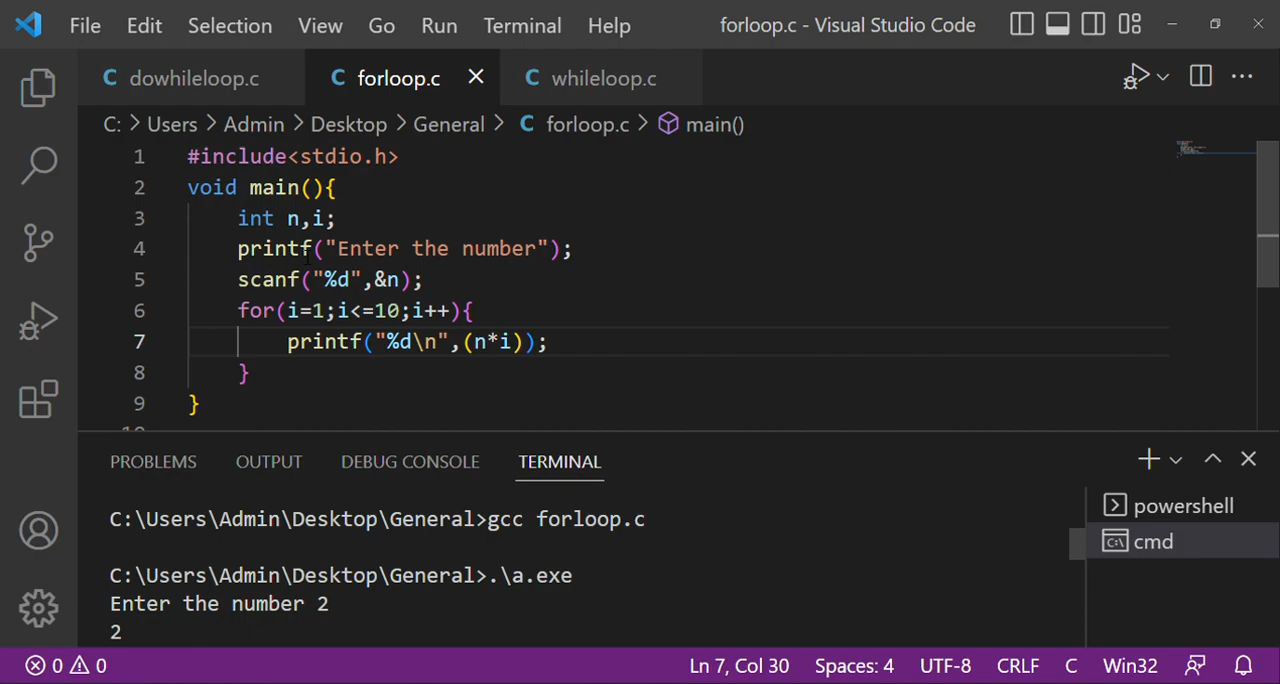 File Edit Selection View Go Run Terminal Help forloop.c - Visual Studio Code
C dowhileloop.c C forloop.c C whileloop.c
C: > Users > Admin > Desktop > General > C forloop.c > main()
1 #include<stdio.h>
2 void main(){
3 int n,i;
4 printf("Enter the number");
5 scanf("%d",&n);
6 for(i=1;i<=10;i++){
7 printf("%d\n",(n*i));
8 }
9 }
10
PROBLEMS OUTPUT DEBUG CONSOLE TERMINAL
C:\Users\Admin\Desktop\General>gcc forloop.c
C:\Users\Admin\Desktop\General>.\a.exe
Enter the number 2
2
powershell
cmd
0 0 Ln 7, Col 30 Spaces: 4 UTF-8 CRLF C Win32